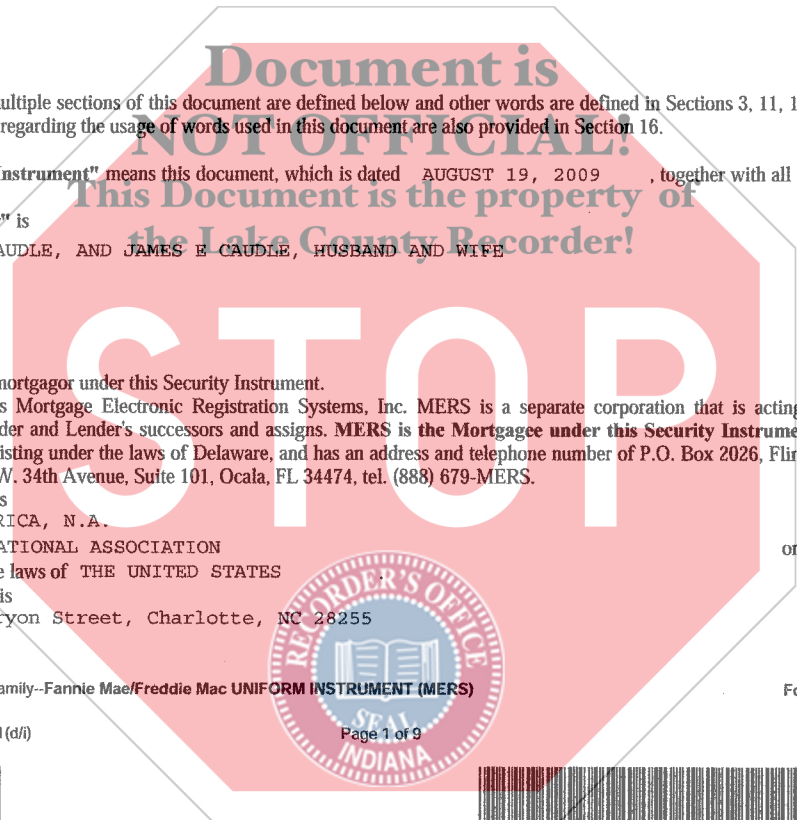 Document is
ultiple sections of this document are defined below and other words are defined in Sections 3, 11, 1
regarding the usage of words used in this document are also provided in Section 16.
NOT OFFICIAL!
Instrument" means this document, which is dated AUGUST 19, 2009 , together with all
This Document is the property of
" is
the Lake County Recorder!
AUDLE, AND JAMES E CAUDLE, HUSBAND AND WIFE
STOP
mortgagor under this Security Instrument.
s Mortgage Electronic Registration Systems, Inc. MERS is a separate corporation that is acting
der and Lender's successors and assigns. MERS is the Mortgagee under this Security Instrume
isting under the laws of Delaware, and has an address and telephone number of P.O. Box 2026, Flin
W. 34th Avenue, Suite 101, Ocala, FL 34474, tel. (888) 679-MERS.
s
RICA, N.A.
ATIONAL ASSOCIATION or
e laws of THE UNITED STATES
is
ryon Street, Charlotte, NC 28255
RECORDER'S OFFICE
amily--Fannie Mae/Freddie Mac UNIFORM INSTRUMENT (MERS) Fo
SEAL
(d/i) Page 1 of 9
INDIANA